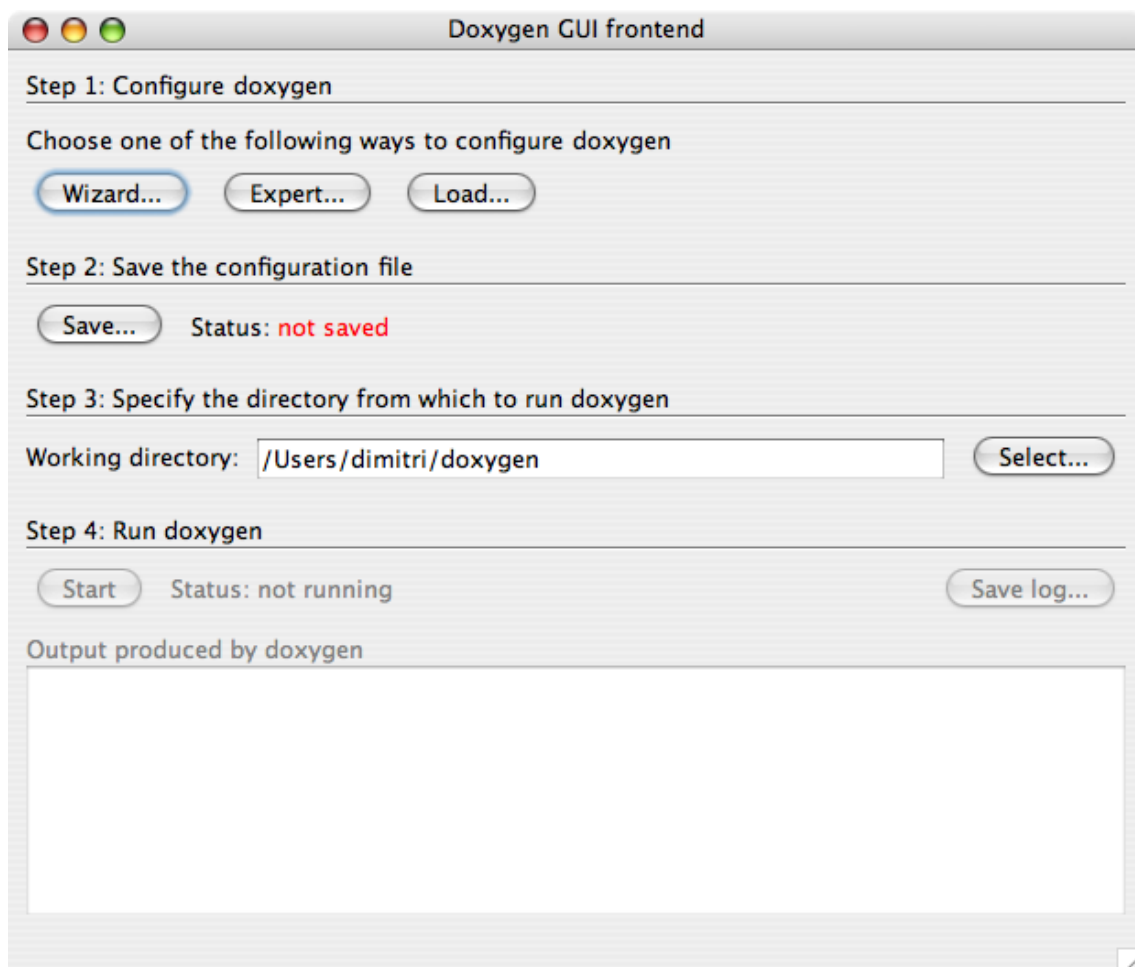 Doxygen GUI frontend
Step 1: Configure doxygen
Choose one of the following ways to configure doxygen
Wizard... Expert... Load...
Step 2: Save the configuration file
Save... Status: not saved
Step 3: Specify the directory from which to run doxygen
Working directory: /Users/dimitri/doxygen Select...
Step 4: Run doxygen
Start Status: not running Save log...
Output produced by doxygen